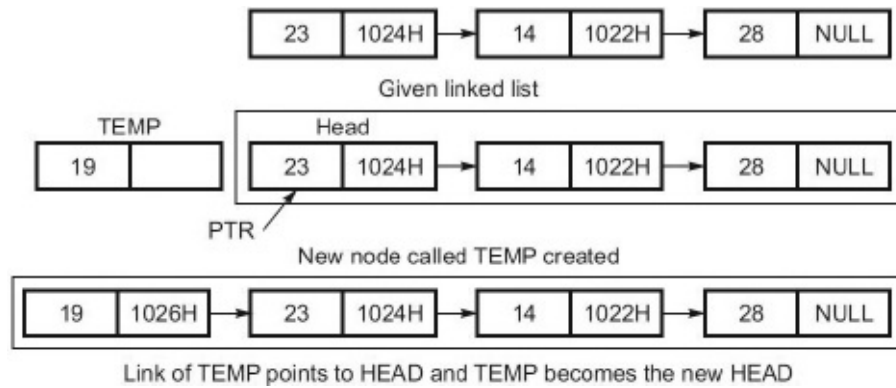 23 1024H 14 1022H 28 NULL
Given linked list
TEMP Head
19 23 1024H 14 1022H 28 NULL
PTR
New node called TEMP created
19 1026H 23 1024H 14 1022H 28 NULL
Link of TEMP points to HEAD and TEMP becomes the new HEAD